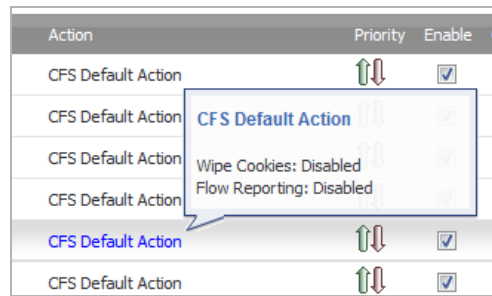 Action Priority Enable
CFS Default Action
CFS Default Action
CFS Default Action
CFS Default Action
CFS Default Action
CFS Default Action
CFS Default Action
Wipe Cookies: Disabled
Flow Reporting: Disabled